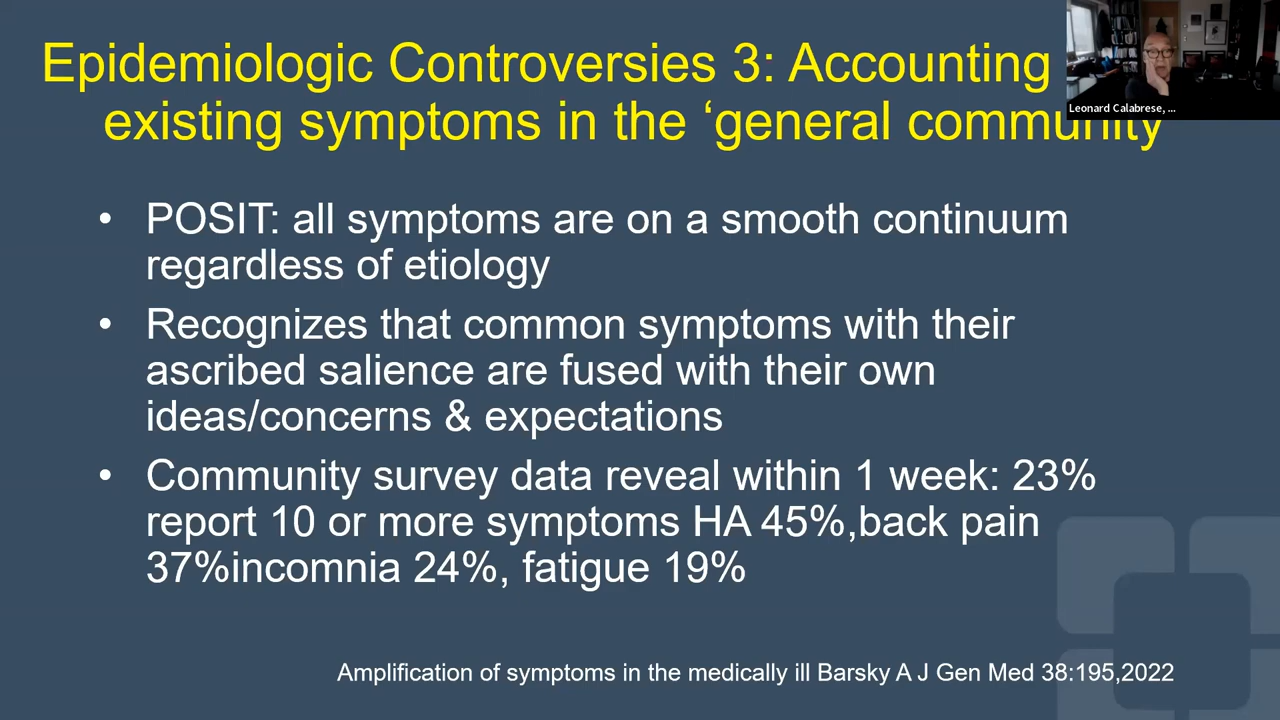 Epidemiologic Controversies 3: Accounting
existing symptoms in the ‘general community
Leonard Calabrese, ...
• POSIT: all symptoms are on a smooth continuum
regardless of etiology
• Recognizes that common symptoms with their
ascribed salience are fused with their own
ideas/concerns & expectations
• Community survey data reveal within 1 week: 23%
report 10 or more symptoms HA 45%,back pain
37%incomnia 24%, fatigue 19%
Amplification of symptoms in the medically ill Barsky A J Gen Med 38:195,2022